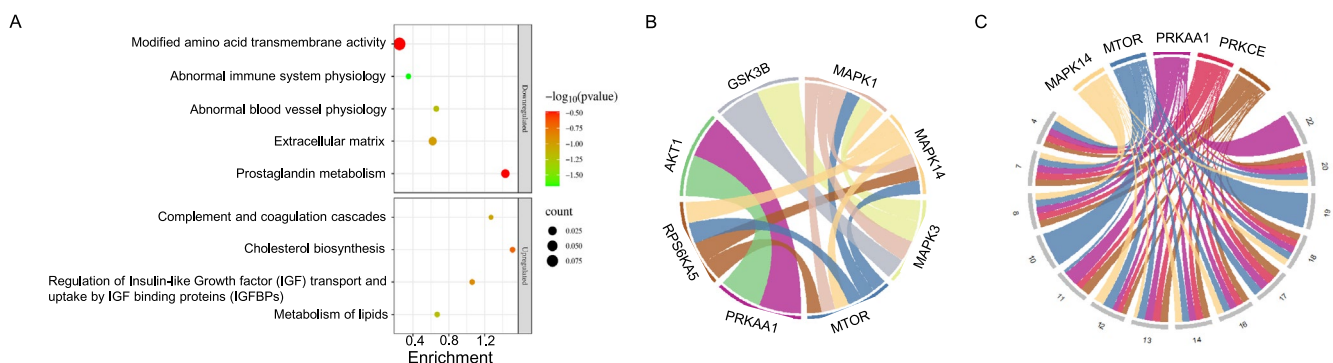 A
Modified amino acid transmembrane activity
Abnormal immune system physiology
Abnormal blood vessel physiology
Extracellular matrix
Prostaglandin metabolism
Complement and coagulation cascades
Cholesterol biosynthesis
Regulation of Insulin-like Growth factor (IGF) transport and
uptake by IGF binding proteins (IGFBPs)
Metabolism of lipids
Downregulated
Upregulated
0.4 0.8 1.2
Enrichment
−log10(pvalue)
−0.50
−0.75
−1.00
−1.25
−1.50
count
0.025
0.050
0.075
B
GSK3B
MAPK1
MAPK14
MAPK3
MTOR
PRKAA1
RPS6KA5
AKT1
C
MAPK14
MTOR
PRKAA1
PRKCE
22
20
19
18
17
16
14
13
12
11
10
7
4